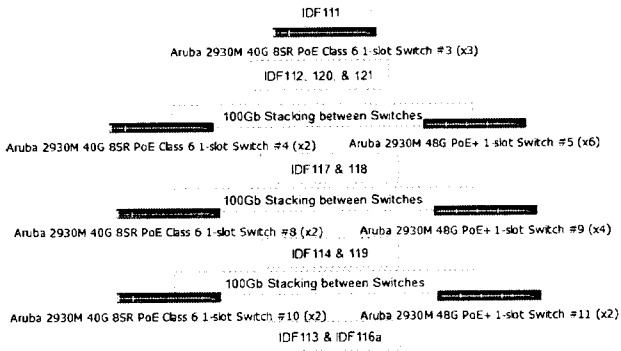 IDF111
Aruba 2930M 40G 8SR PoE Class 6 1-slot Switch #3 (x3)
IDF112, 120, & 121
100Gb Stacking between Switches
Aruba 2930M 40G 8SR PoE Class 6 1-slot Switch #4 (x2) Aruba 2930M 48G PoE+ 1-slot Switch #5 (x6)
IDF117 & 118
100Gb Stacking between Switches
Aruba 2930M 40G 8SR PoE Class 6 1-slot Switch #8 (x2) Aruba 2930M 48G PoE+ 1-slot Switch #9 (x4)
IDF114 & 119
100Gb Stacking between Switches
Aruba 2930M 40G 8SR PoE Class 6 1-slot Switch #10 (x2) Aruba 2930M 48G PoE+ 1-slot Switch #11 (x2)
IDF113 & IDF116a